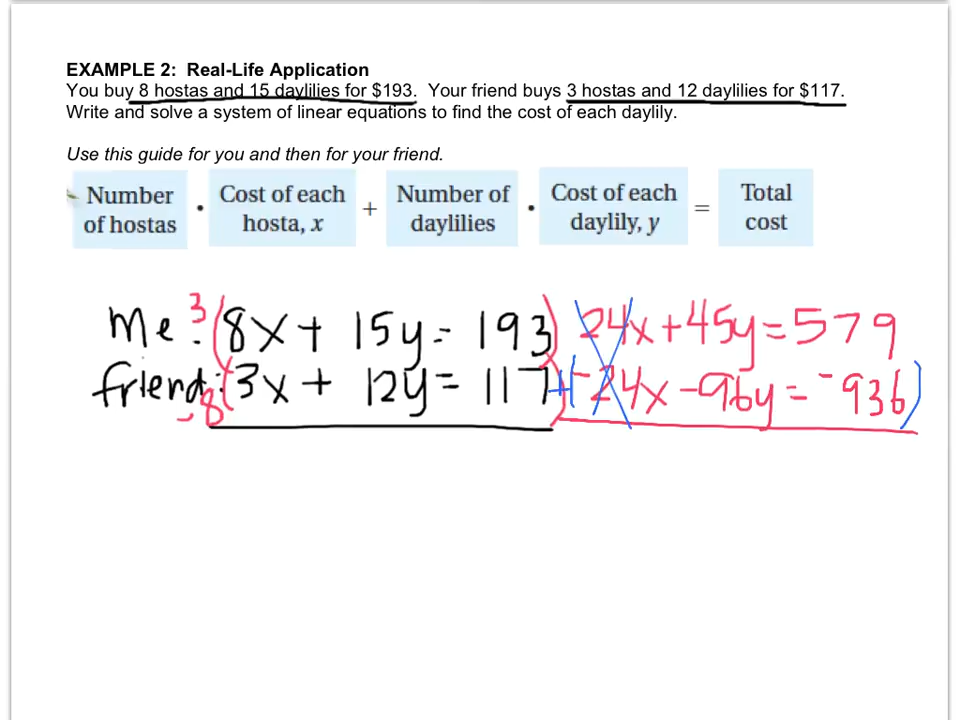 EXAMPLE 2: Real-Life Application
You buy 8 hostas and 15 daylilies for $193. Your friend buys 3 hostas and 12 daylilies for $117.
Write and solve a system of linear equations to find the cost of each daylily.
Use this guide for you and then for your friend.
Number of hostas · Cost of each hosta, x + Number of daylilies · Cost of each daylily, y = Total cost
Me: 3(8x + 15y = 193) 24x + 45y = 579
friend: -8(3x + 12y = 117) +(-24x - 96y = -936)